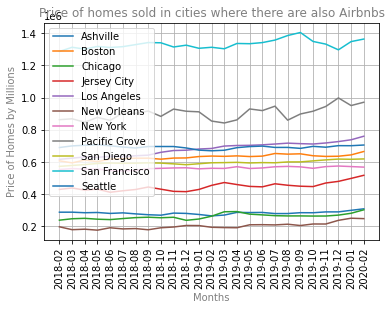 Price of homes sold in cities where there are also Airbnbs
1e6
1.4
1.2
1.0
0.8
0.6
0.4
0.2
Price of Homes by Millions
Ashville
Boston
Chicago
Jersey City
Los Angeles
New Orleans
New York
Pacific Grove
San Diego
San Francisco
Seattle
2018-02
2018-03
2018-04
2018-05
2018-06
2018-07
2018-08
2018-09
2018-10
2018-11
2018-12
2019-01
2019-02
2019-03
2019-04
2019-05
2019-06
2019-07
2019-08
2019-09
2019-10
2019-11
2019-12
2020-01
2020-02
Months